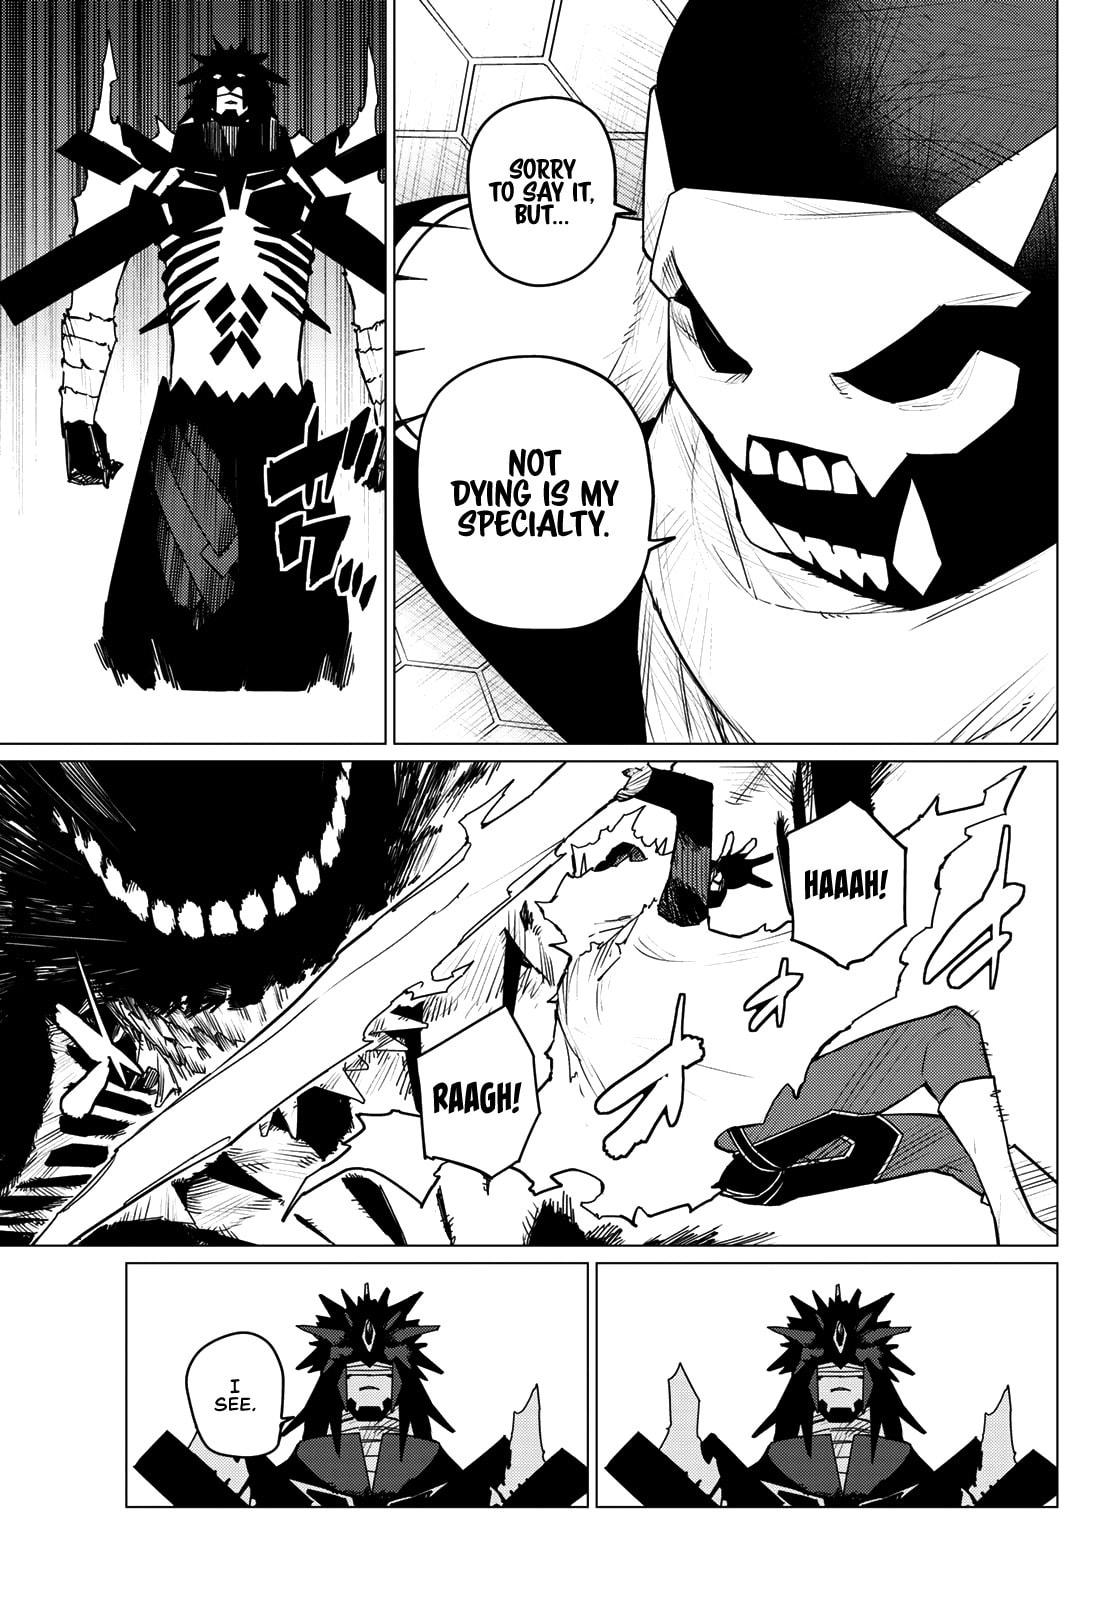 SORRY
TO SAY IT,
BUT...
NOT
DYING IS MY
SPECIALTY.
HAAAH!
RAAGH!
I
SEE.